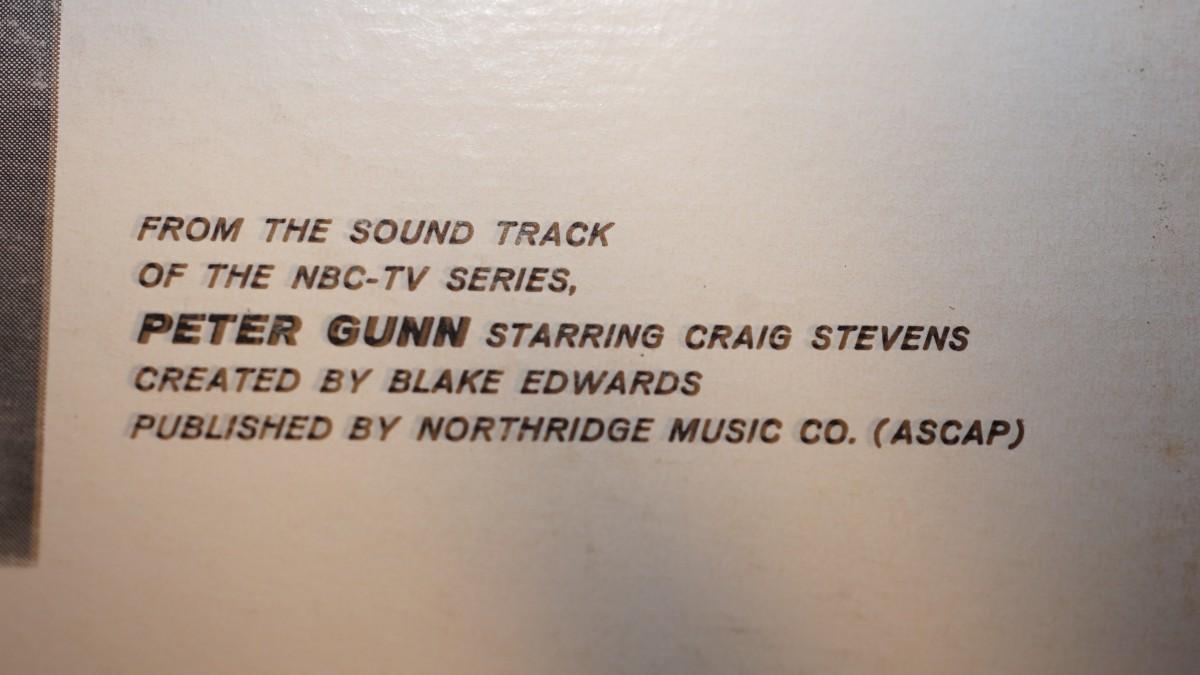 FROM THE SOUND TRACK
OF THE NBC-TV SERIES,
PETER GUNN STARRING CRAIG STEVENS
CREATED BY BLAKE EDWARDS
PUBLISHED BY NORTHRIDGE MUSIC CO. (ASCAP)